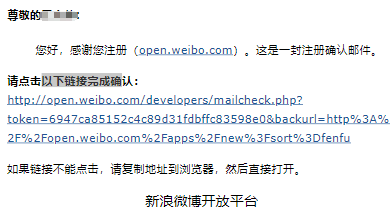 尊敬的
您好，感谢您注册（open.weibo.com）。这是一封注册确认邮件。
请点击以下链接完成确认：
http://open.weibo.com/developers/mailcheck.php?
token=6947ca85152c4c89d31fdbffc83598e0&backurl=http%3A%
2F%2Fopen.weibo.com%2Fapps%2Fnew%3Fsort%3Dfenfu
如果链接不能点击，请复制地址到浏览器，然后直接打开。
新浪微博开放平台